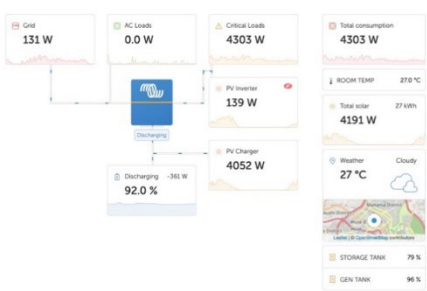 Grid
131 W
AC Loads
0.0 W
Critical Loads
4303 W
Total consumption
4303 W
ROOM TEMP 27.0 °C
PV Inverter
139 W
Total solar 27 kWh
4191 W
Discharging
PV Charger
4052 W
Discharging -361 W
92.0 %
Weather Cloudy
27 °C
Leaflet | © OpenStreetMap contributors
STORAGE TANK 79 %
GEN TANK 96 %